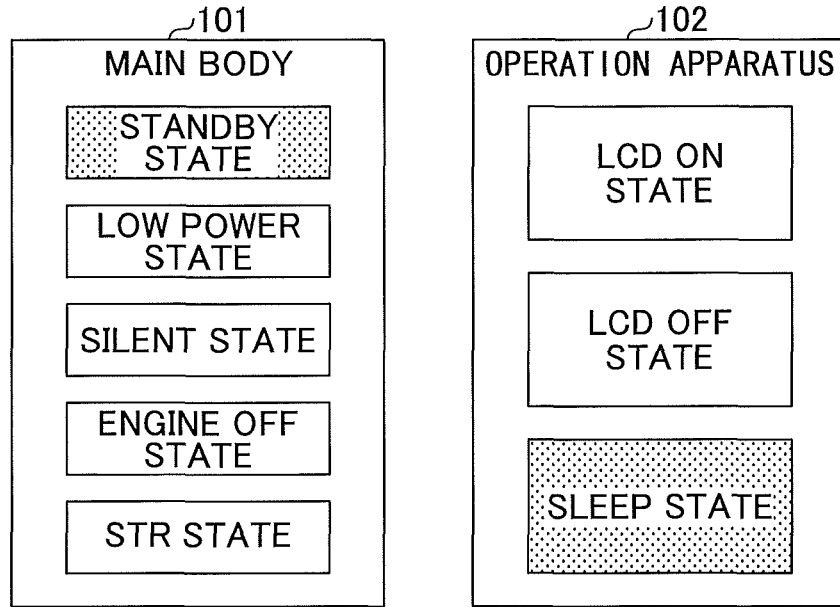 101
MAIN BODY
STANDBY
STATE
LOW POWER
STATE
SILENT STATE
ENGINE OFF
STATE
STR STATE
102
OPERATION APPARATUS
LCD ON
STATE
LCD OFF
STATE
SLEEP STATE